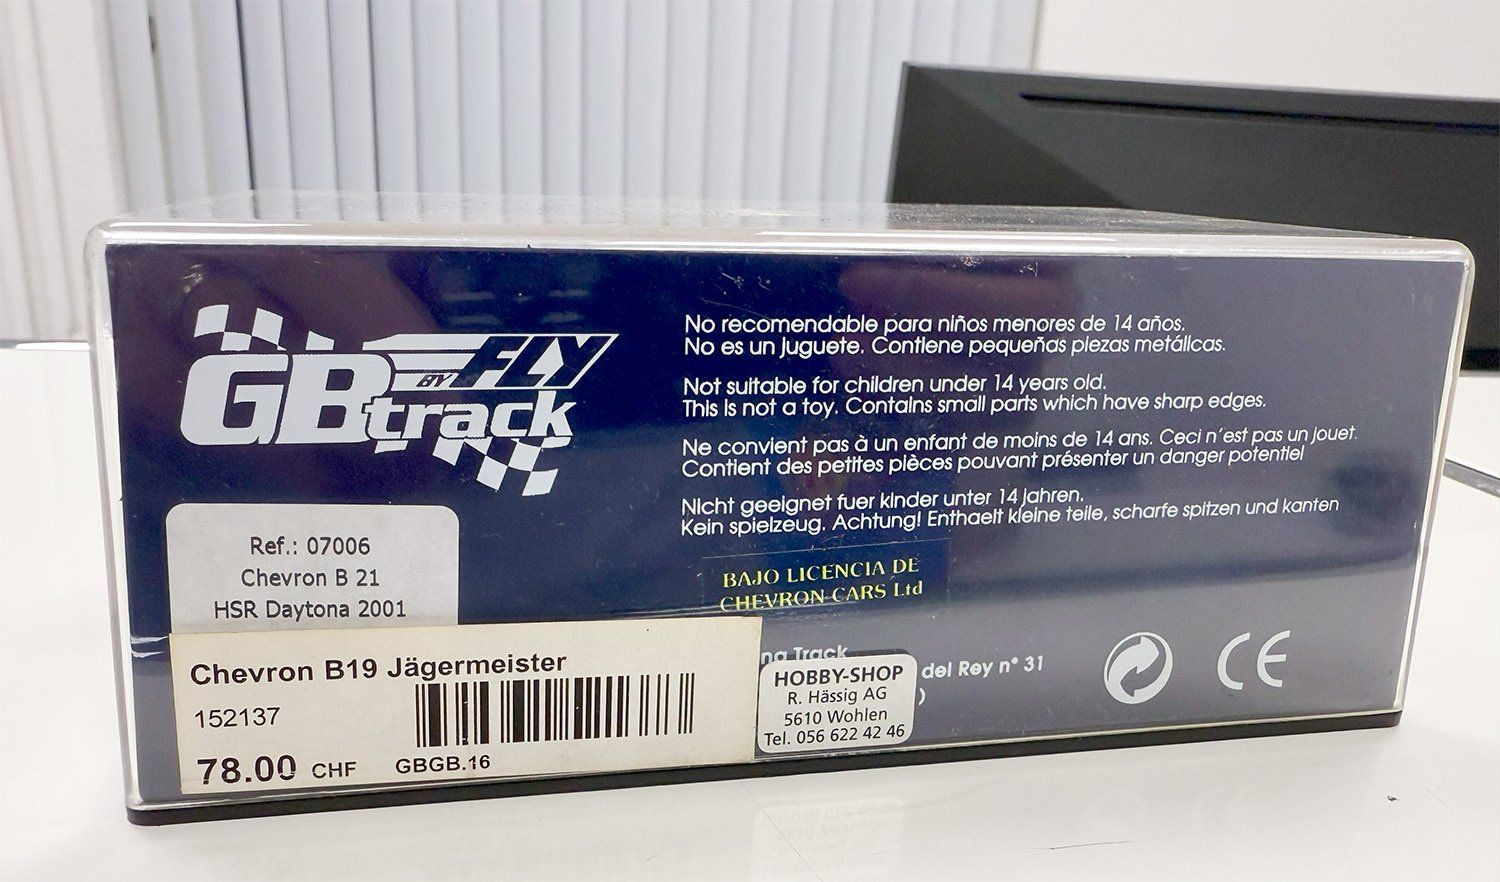 GB BY FLY
track
No recomendable para niños menores de 14 años.
No es un juguete. Contiene pequeñas piezas metálicas.
Not suitable for children under 14 years old.
This is not a toy. Contains small parts which have sharp edges.
Ne convient pas à un enfant de moins de 14 ans. Ceci n'est pas un jouet.
Contient des petites pièces pouvant présenter un danger potentiel
Nicht geeignet fuer kinder unter 14 jahren.
Kein spielzeug. Achtung! Enthaelt kleine teile, scharfe spitzen und kanten
BAJO LICENCIA DE
CHEVRON CARS Ltd
Ref.: 07006
Chevron B 21
HSR Daytona 2001
Chevron B19 Jägermeister
152137
78.00 CHF
GBGB.16
Track
del Rey nº 31
)
HOBBY-SHOP
R. Hässig AG
5610 Wohlen
Tel. 056 622 42 46
CE